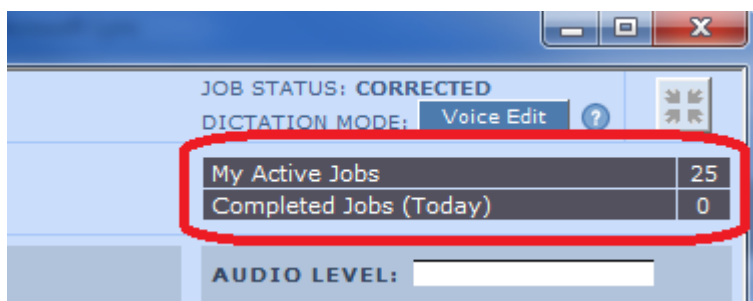 JOB STATUS: CORRECTED
DICTATION MODE: Voice Edit ?
My Active Jobs 25
Completed Jobs (Today) 0
AUDIO LEVEL: